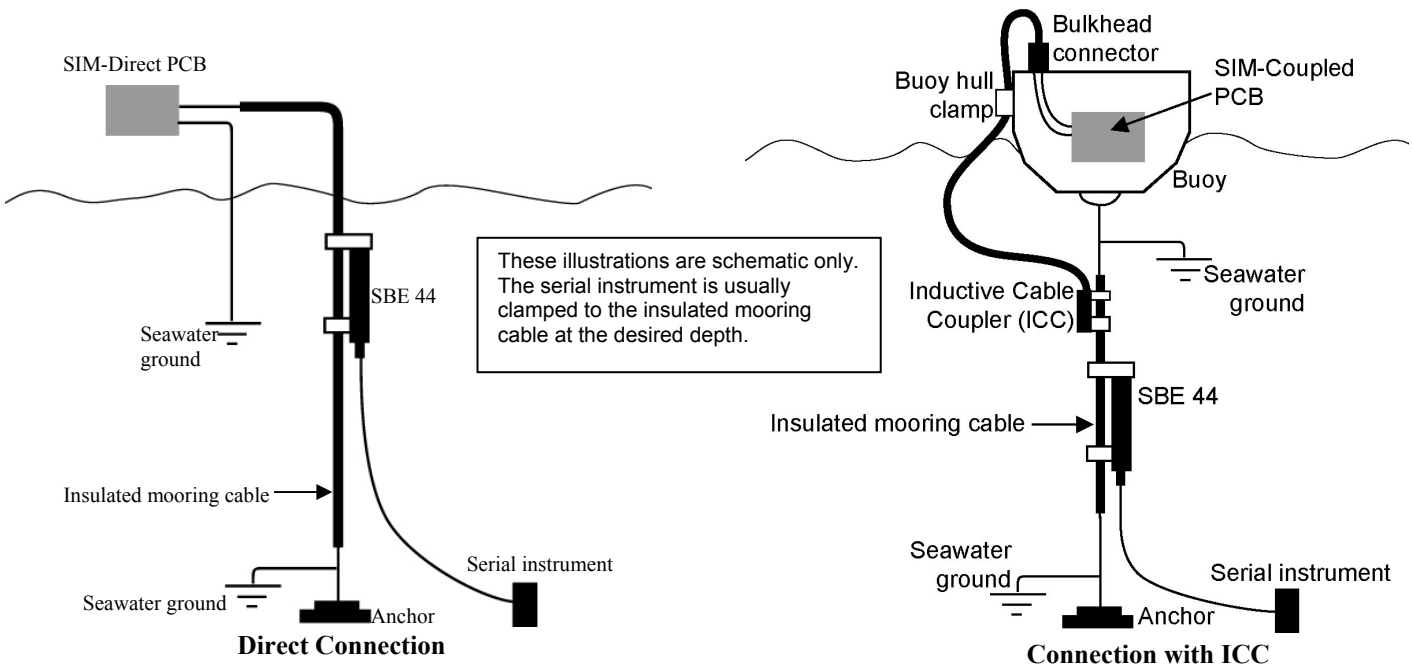 SIM-Direct PCB
Seawater
ground
SBE 44
Insulated mooring cable
Seawater ground
Anchor
Serial instrument
Direct Connection
These illustrations are schematic only.
The serial instrument is usually
clamped to the insulated mooring
cable at the desired depth.
Bulkhead
connector
Buoy hull
clamp
SIM-Coupled
PCB
Buoy
Seawater
ground
Inductive Cable
Coupler (ICC)
SBE 44
Insulated mooring cable
Seawater
ground
Anchor
Serial instrument
Connection with ICC